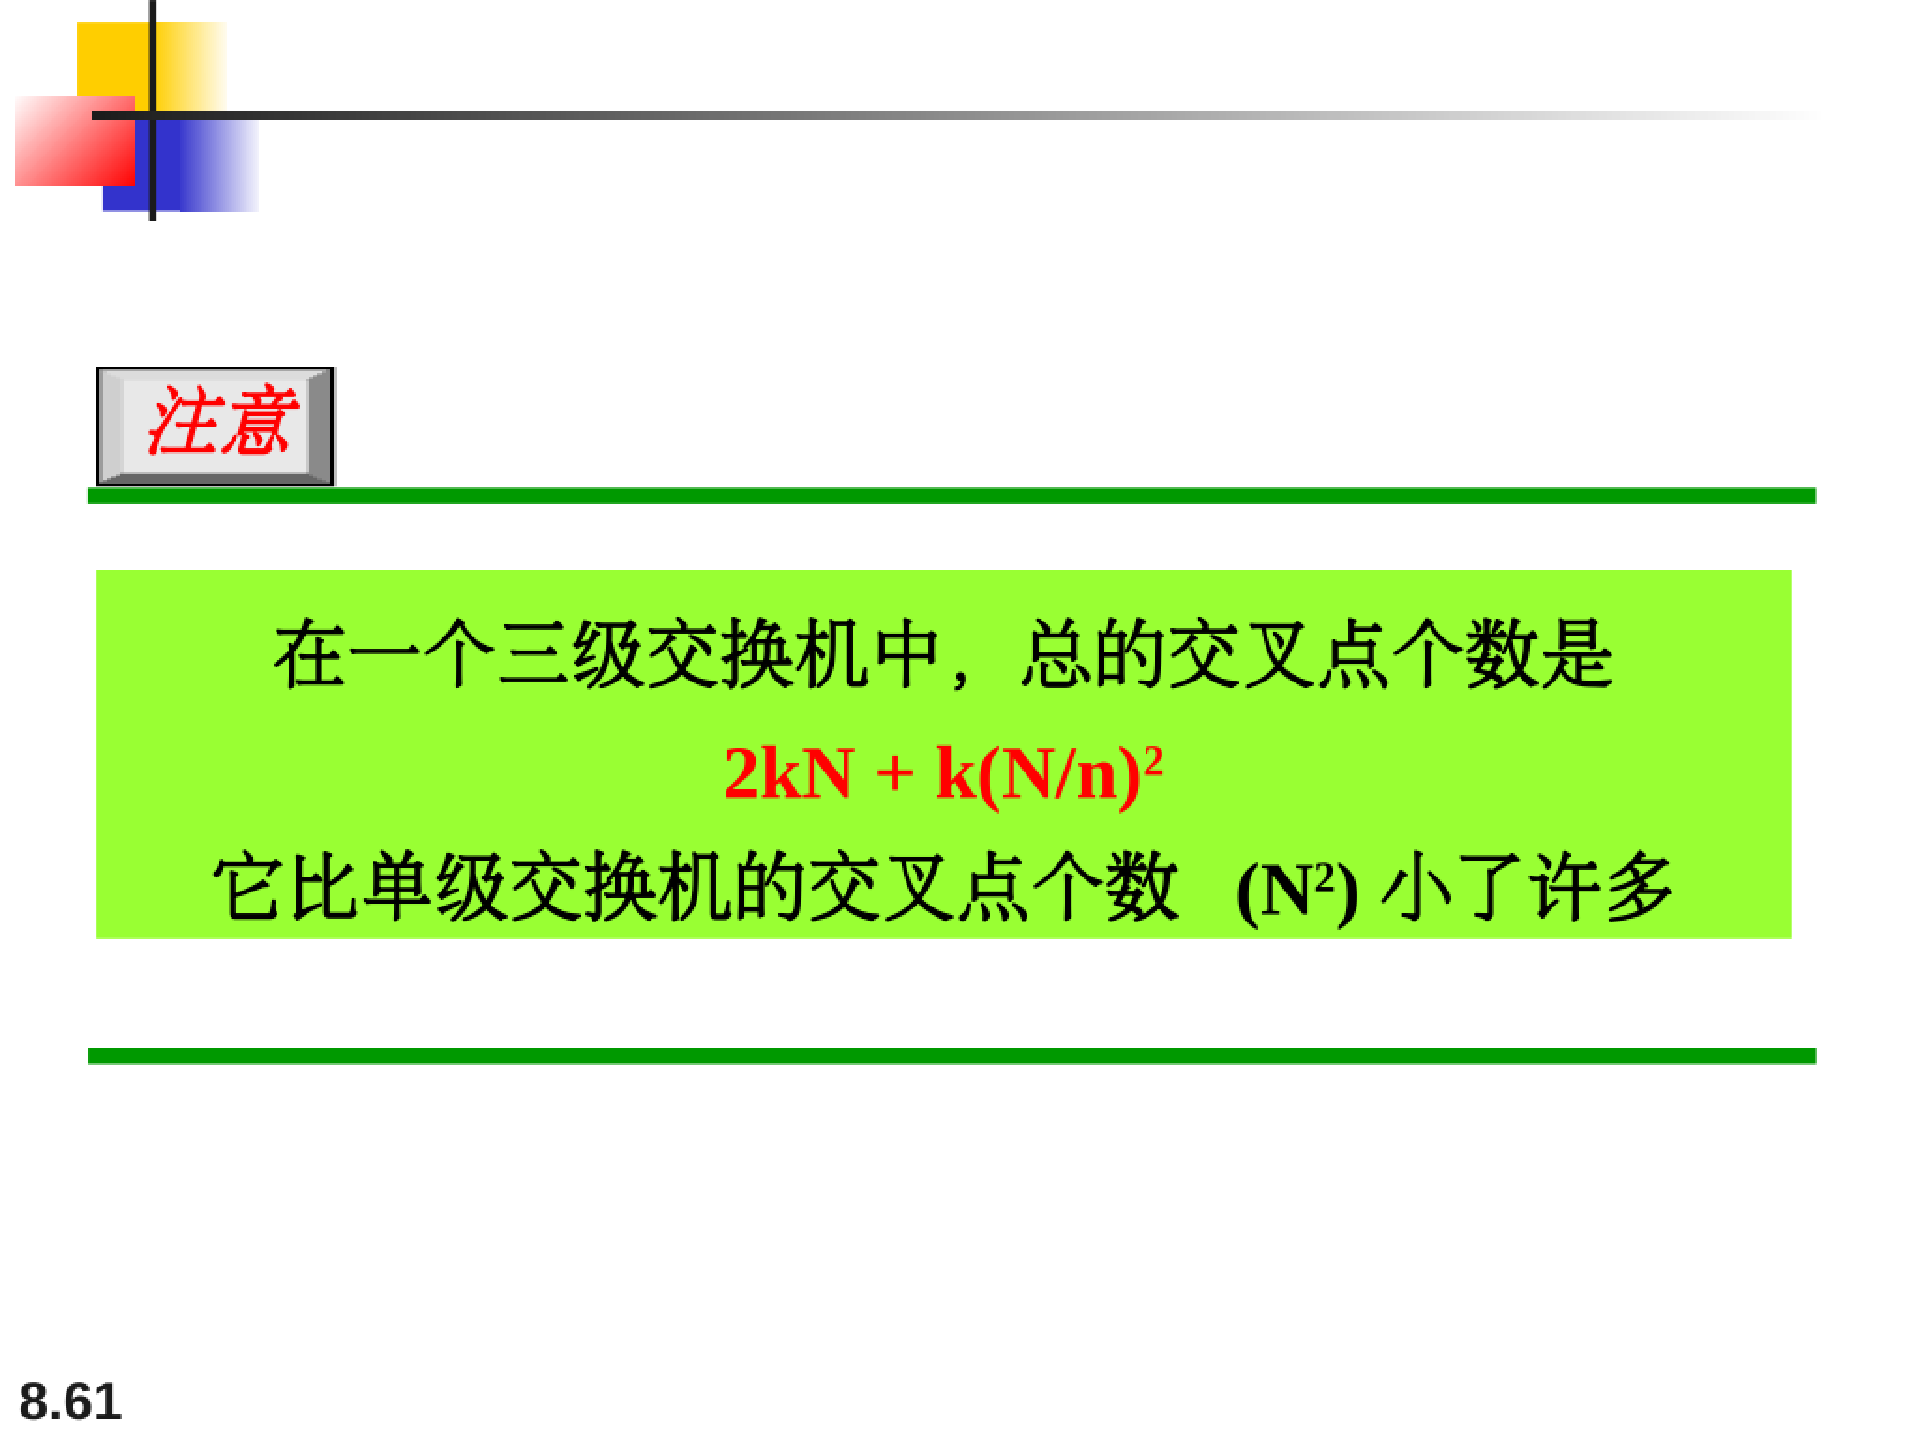 注意
在一个三级交换机中，总的交叉点个数是
2kN + k(N/n)²
它比单级交换机的交叉点个数 (N²) 小了许多
8.61